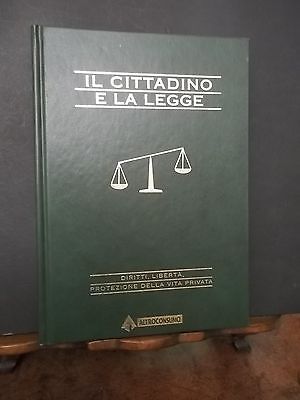 IL CITTADINO
E LA LEGGE
DIRITTI, LIBERTÀ,
PROTEZIONE DELLA VITA PRIVATA
ALTROCONSUMO